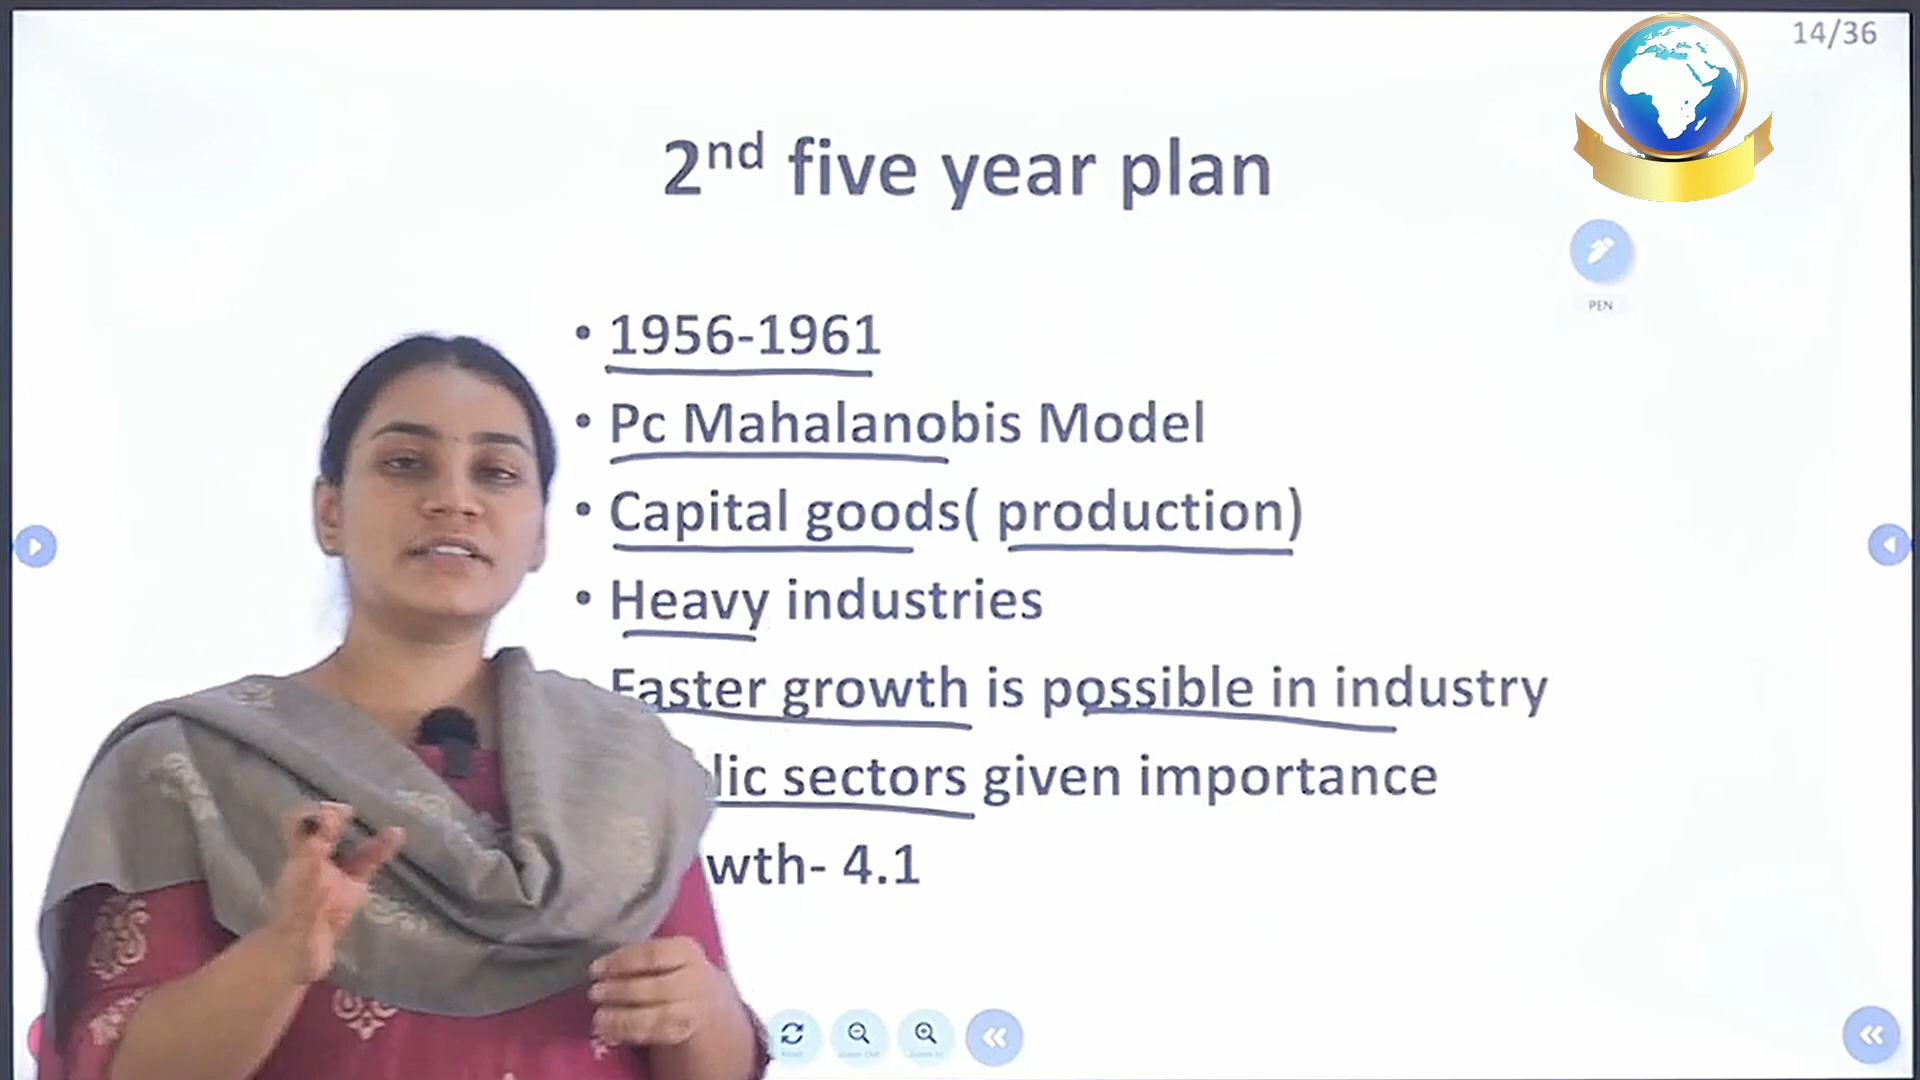 14/36
2nd five year plan
PEN
• 1956-1961
• Pc Mahalanobis Model
• Capital goods( production)
• Heavy industries
Faster growth is possible in industry
lic sectors given importance
wth- 4.1